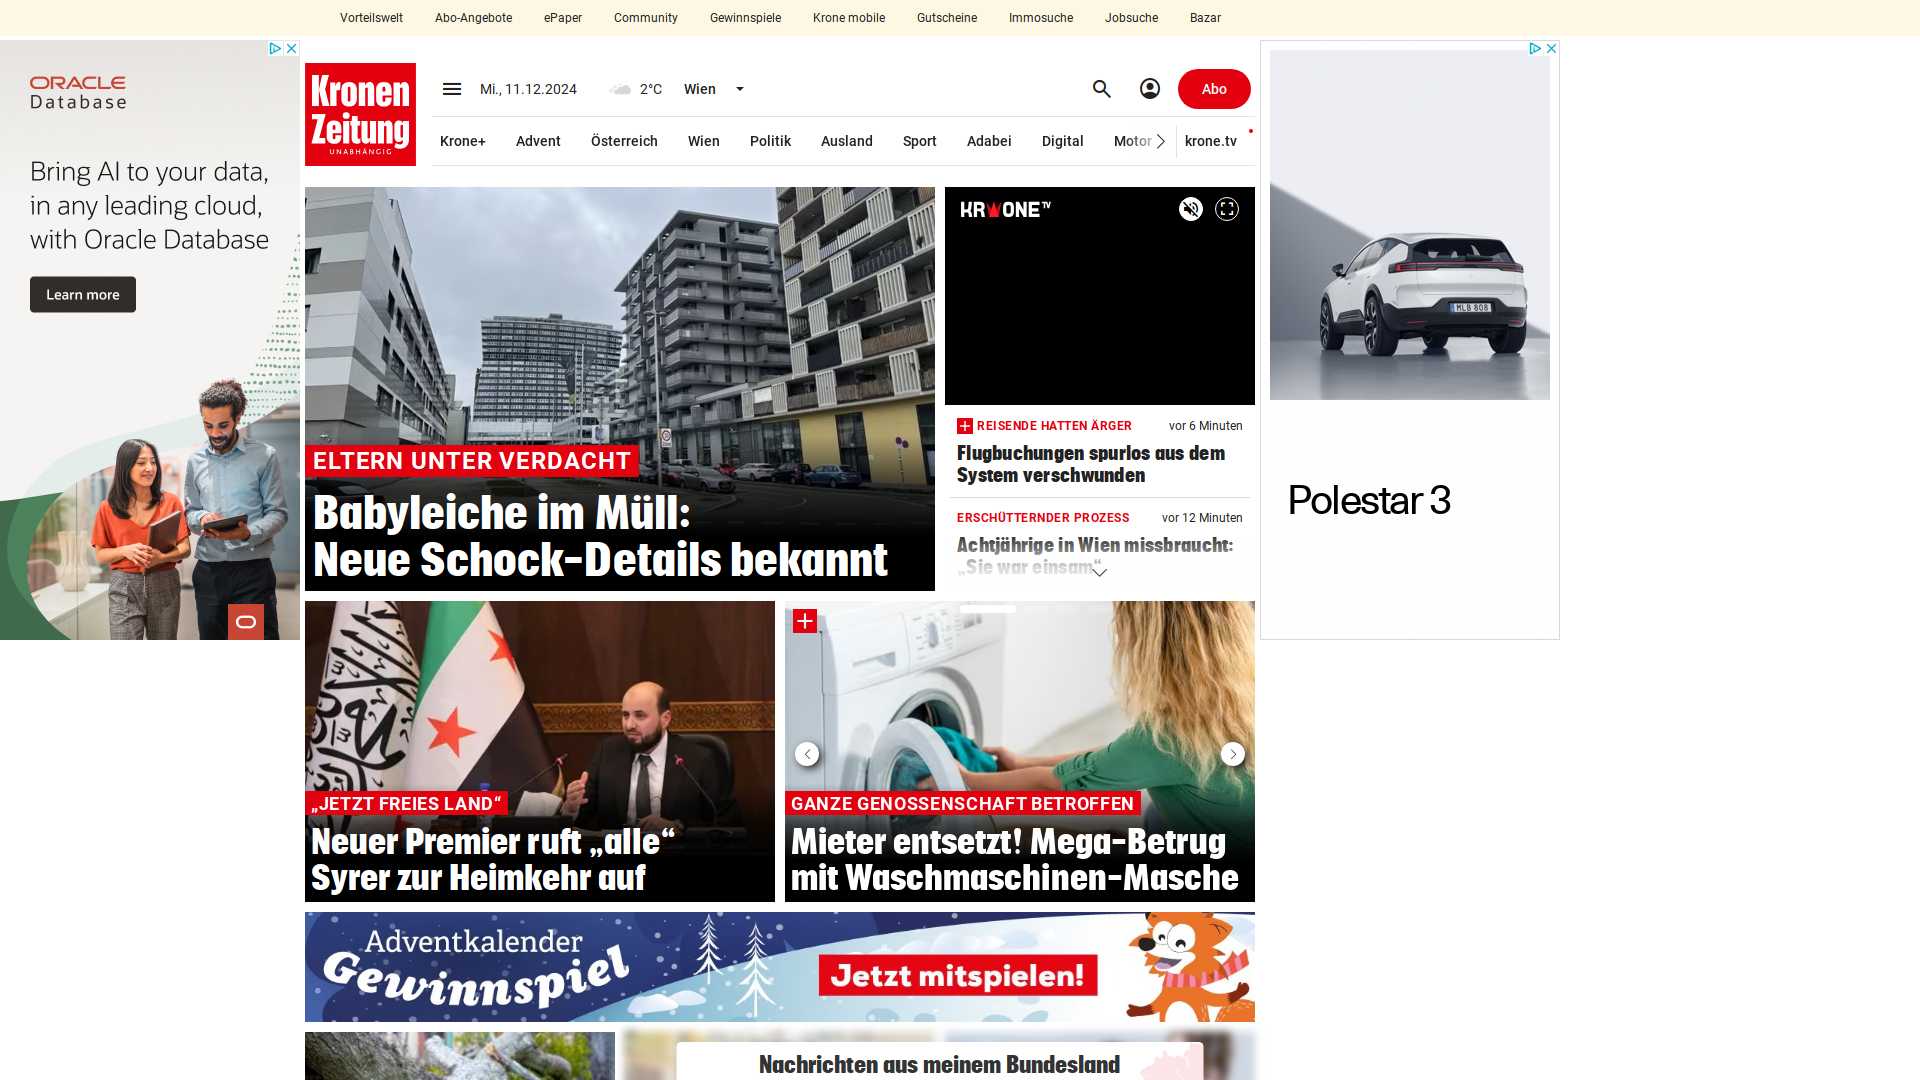 Vorteilswelt
Abo-Angebote
ePaper
Community
Gewinnspiele
Krone mobile
Gutscheine
Immosuche
Jobsuche
Bazar
ORACLE
Database
Bring AI to your data,
in any leading cloud,
with Oracle Database
Learn more
Kronen
Zeitung
UNABHÄNGIG
Mi., 11.12.2024
2°C
Wien
Abo
Krone+
Advent
Österreich
Wien
Politik
Ausland
Sport
Adabei
Digital
Motor
krone.tv
ELTERN UNTER VERDACHT
Babyleiche im Müll:
Neue Schock-Details bekannt
KRONE TV
REISENDE HATTEN ÄRGER
vor 6 Minuten
Flugbuchungen spurlos aus dem
System verschwunden
ERSCHÜTTERNDER PROZESS
vor 12 Minuten
Achtjährige in Wien missbraucht:
„Sie war einsam“
MLB 808
Polestar 3
„JETZT FREIES LAND“
Neuer Premier ruft „alle“
Syrer zur Heimkehr auf
GANZE GENOSSENSCHAFT BETROFFEN
Mieter entsetzt! Mega-Betrug
mit Waschmaschinen-Masche
Adventkalender
Gewinnspiel
Jetzt mitspielen!
Nachrichten aus meinem Bundesland